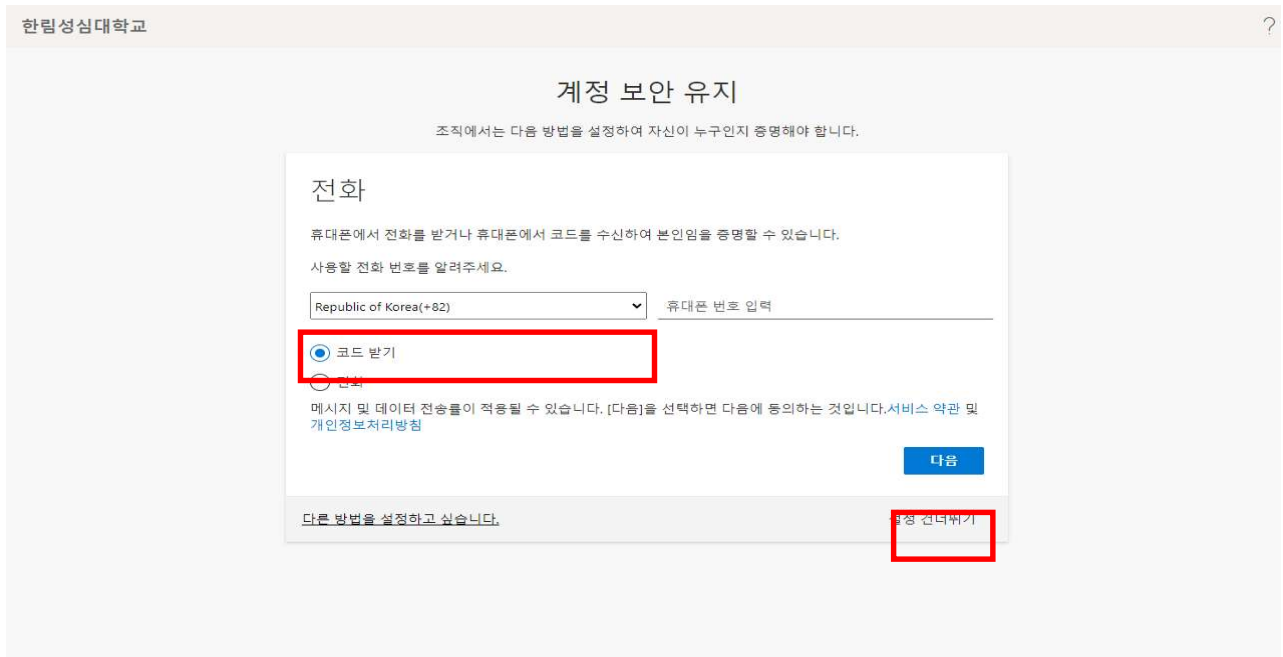 한림성심대학교
?
계정 보안 유지
조직에서는 다음 방법을 설정하여 자신이 누구인지 증명해야 합니다.
전화
휴대폰에서 전화를 받거나 휴대폰에서 코드를 수신하여 본인임을 증명할 수 있습니다.
사용할 전화 번호를 알려주세요.
Republic of Korea(+82) 휴대폰 번호 입력
코드 받기
전화
메시지 및 데이터 전송률이 적용될 수 있습니다. [다음]을 선택하면 다음에 동의하는 것입니다.서비스 약관 및
개인정보처리방침
다음
다른 방법을 설정하고 싶습니다. 설정 건너뛰기